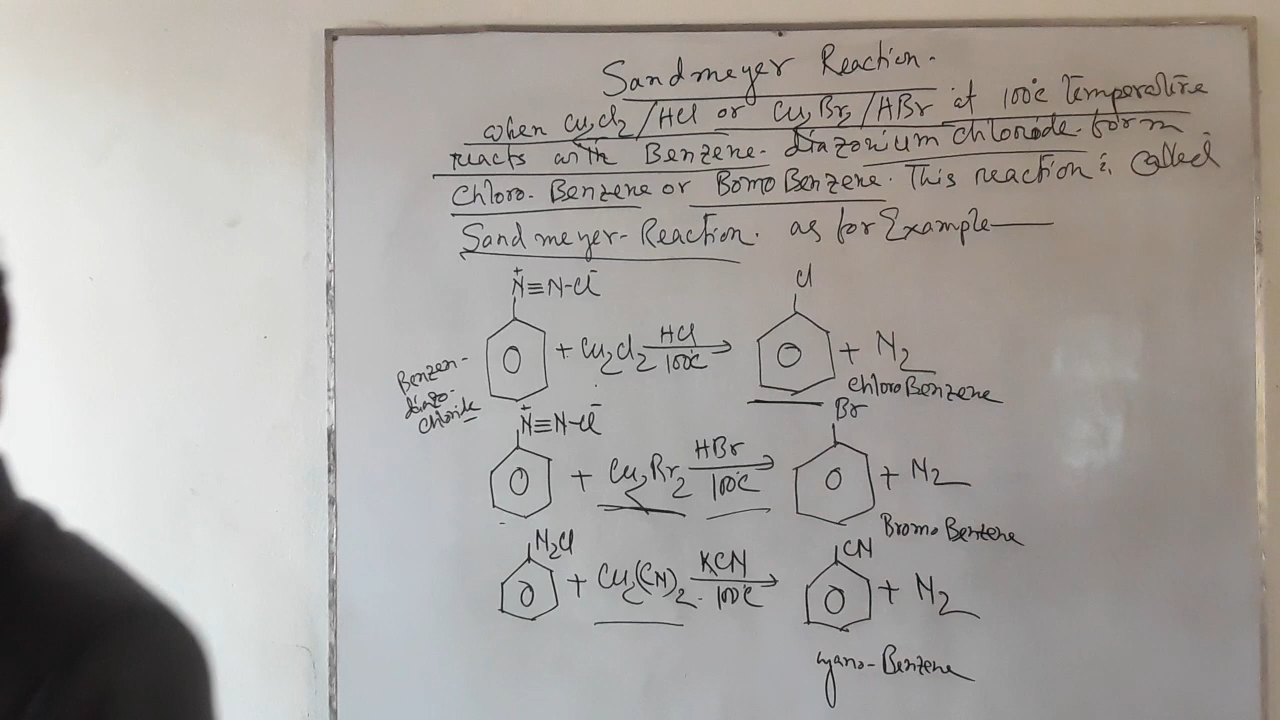 Sandmeyer Reaction.
when Cu2Cl2/HCl or Cu2Br2/HBr at 100°C Temperature
reacts with Benzene-diazonium chloride form
Chloro-Benzene or Bomo Benzene. This reaction is called
Sandmeyer-Reaction. as for Example—
N⁺≡N-Cl⁻
Cl
+ Cu2Cl2 HCl 100°C → + N2
Benzen-
diazo-
chloride
Chloro Benzene
N⁺≡N-Cl⁻
Br
+ Cu2Br2 HBr 100°C → + N2
Bromo Benzene
N2Cl
CN
+ Cu2(CN)2 KCN 100°C → + N2
cyano-Benzene